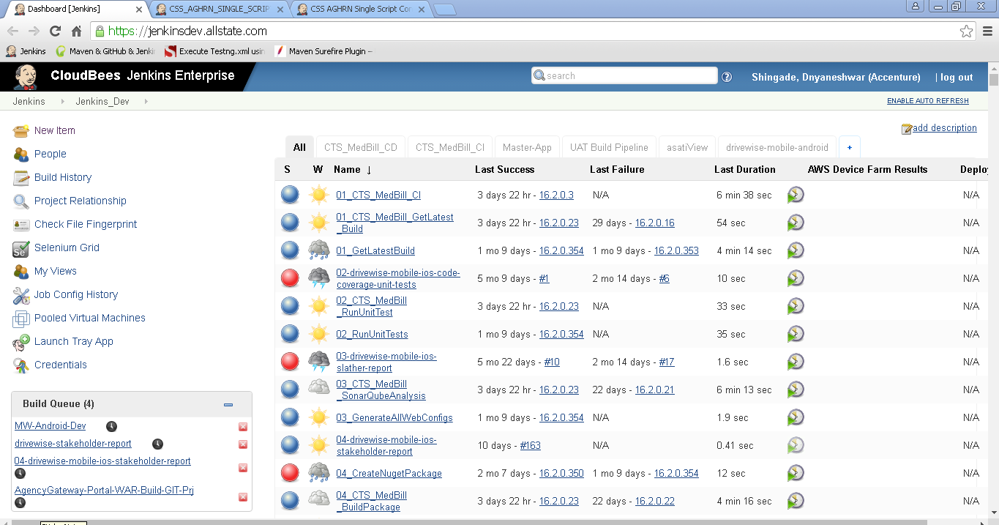 Dashboard [Jenkins]
CSS_AGHRN_SINGLE_SCRIP
CSS AGHRN Single Script Cor
https://jenkinsdev.allstate.com
Jenkins
Maven & GitHub & Jenkin
Execute Testng.xml usin
Maven Surefire Plugin –
CloudBees Jenkins Enterprise
search
?
Shingade, Dnyaneshwar (Accenture)
| log out
Jenkins
Jenkins_Dev
ENABLE AUTO REFRESH
New Item
People
Build History
Project Relationship
Check File Fingerprint
Selenium Grid
My Views
Job Config History
Pooled Virtual Machines
Launch Tray App
Credentials
Build Queue (4)
MW-Android-Dev
drivewise-stakeholder-report
04-drivewise-mobile-ios-stakeholder-report
AgencyGateway-Portal-WAR-Build-GIT-Prj
add description
All CTS_MedBill_CD CTS_MedBill_CI Master-App UAT Build Pipeline asatiView drivewise-mobile-android +
S W Name ↓ Last Success Last Failure Last Duration AWS Device Farm Results Deploy
01_CTS_MedBill_CI 3 days 22 hr - 16.2.0.3 N/A 6 min 38 sec N/A
01_CTS_MedBill_GetLatest
_Build 3 days 22 hr - 16.2.0.23 29 days - 16.2.0.16 54 sec N/A
01_GetLatestBuild 1 mo 9 days - 16.2.0.354 1 mo 9 days - 16.2.0.353 4 min 14 sec N/A
02-drivewise-mobile-ios-code-
coverage-unit-tests 5 mo 9 days - #1 2 mo 14 days - #6 10 sec N/A
02_CTS_MedBill
_RunUnitTest 3 days 22 hr - 16.2.0.23 N/A 33 sec N/A
02_RunUnitTests 1 mo 9 days - 16.2.0.354 N/A 35 sec N/A
03-drivewise-mobile-ios-
slather-report 5 mo 22 days - #10 2 mo 14 days - #17 1.6 sec N/A
03_CTS_MedBill
_SonarQubeAnalysis 3 days 22 hr - 16.2.0.23 22 days - 16.2.0.21 6 min 13 sec N/A
03_GenerateAllWebConfigs 1 mo 9 days - 16.2.0.354 N/A 1.9 sec N/A
04-drivewise-mobile-ios-
stakeholder-report 10 days - #163 N/A 0.41 sec N/A
04_CreateNugetPackage 2 mo 7 days - 16.2.0.350 1 mo 9 days - 16.2.0.354 12 sec N/A
04_CTS_MedBill
_BuildPackage 3 days 22 hr - 16.2.0.23 22 days - 16.2.0.22 4 min 16 sec N/A